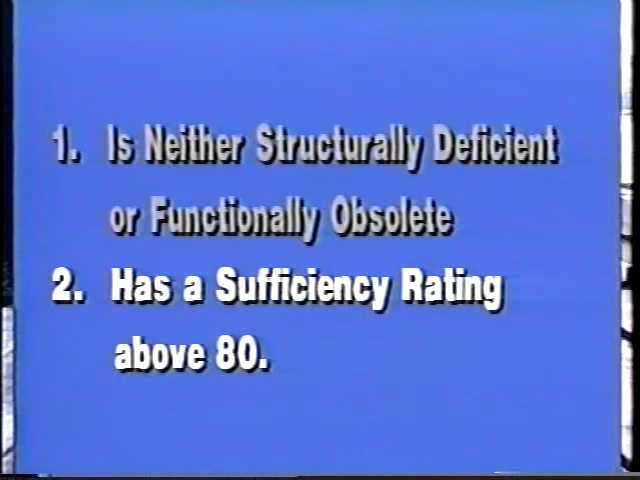 1. Is Neither Structurally Deficient
or Functionally Obsolete
2. Has a Sufficiency Rating
above 80.